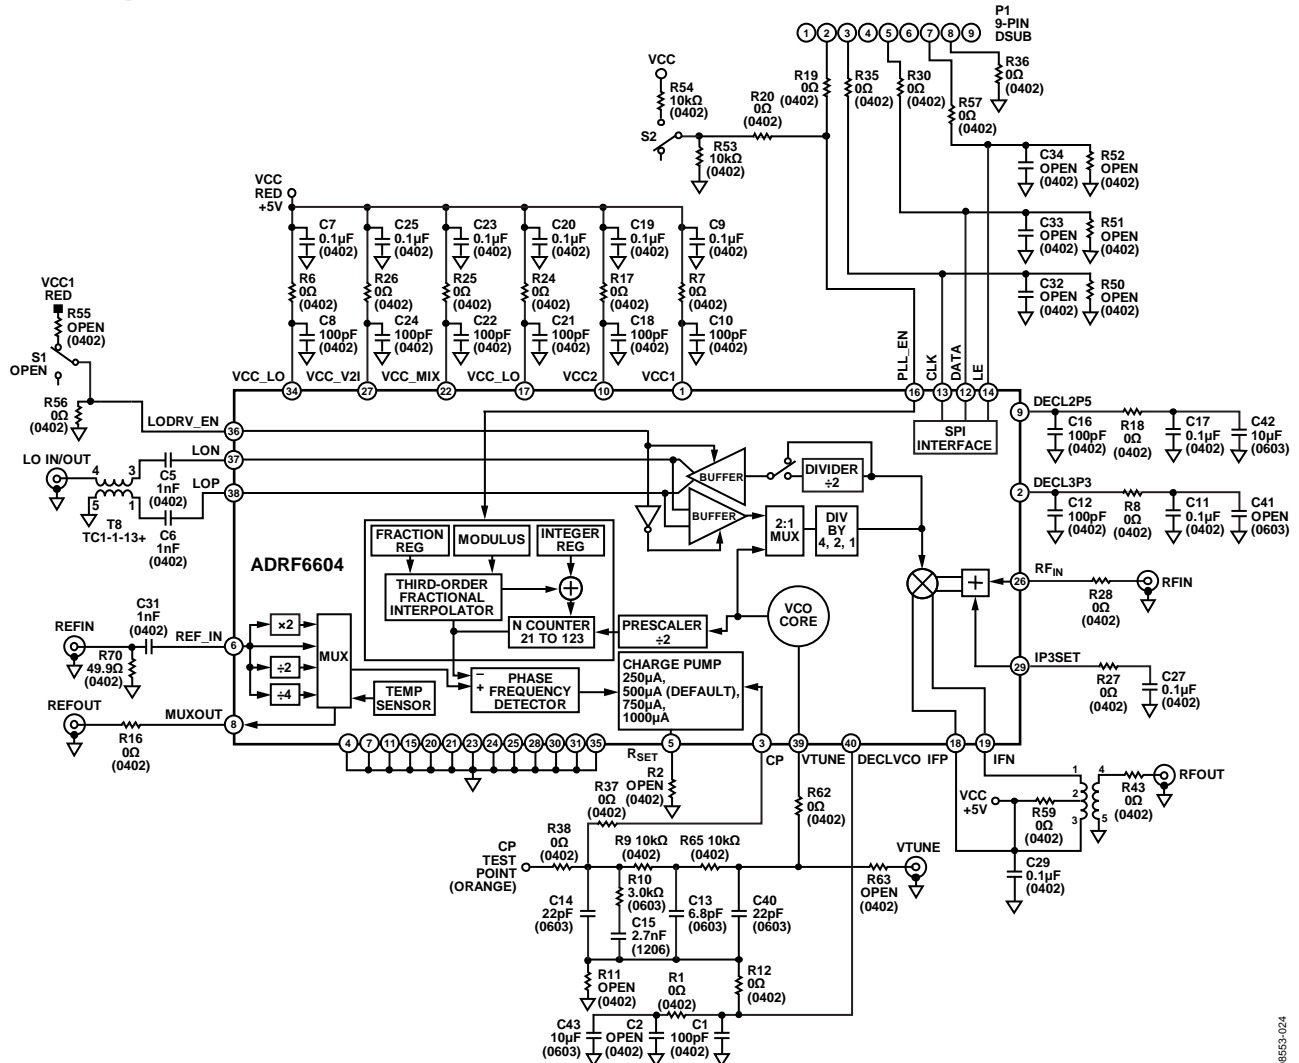 P1
9-PIN
DSUB
1 2 3 4 5 6 7 8 9
VCC
R54
10kΩ
(0402)
S2
R53
10kΩ
(0402)
R20
0Ω
(0402)
R19
0Ω
(0402)
R35
0Ω
(0402)
R30
0Ω
(0402)
R57
0Ω
(0402)
R36
0Ω
(0402)
C34
OPEN
(0402)
R52
OPEN
(0402)
C33
OPEN
(0402)
R51
OPEN
(0402)
C32
OPEN
(0402)
R50
OPEN
(0402)
VCC
RED
+5V
C7
0.1µF
(0402)
C25
0.1µF
(0402)
C23
0.1µF
(0402)
C20
0.1µF
(0402)
C19
0.1µF
(0402)
C9
0.1µF
(0402)
R6
0Ω
(0402)
R26
0Ω
(0402)
R25
0Ω
(0402)
R24
0Ω
(0402)
R17
0Ω
(0402)
R7
0Ω
(0402)
C8
100pF
(0402)
C24
100pF
(0402)
C22
100pF
(0402)
C21
100pF
(0402)
C18
100pF
(0402)
C10
100pF
(0402)
VCC1
RED
R55
OPEN
(0402)
S1
OPEN
R56
0Ω
(0402)
VCC_LO
34
VCC_V2I
27
VCC_MIX
22
VCC_LO
17
VCC2
10
VCC1
1
PLL_EN
16
CLK
13
DATA
12
LE
14
SPI
INTERFACE
LODRV_EN
36
LON
37
LOP
38
LO IN/OUT
4 3
5 1
T8
TC1-1-13+
C5
1nF
(0402)
C6
1nF
(0402)
9
DECL2P5
C16
100pF
(0402)
R18
0Ω
(0402)
C17
0.1µF
(0402)
C42
10µF
(0603)
2
DECL3P3
C12
100pF
(0402)
R8
0Ω
(0402)
C11
0.1µF
(0402)
C41
OPEN
(0603)
BUFFER
BUFFER
DIVIDER
÷2
2:1
MUX
DIV
BY
4, 2, 1
ADRF6604
FRACTION
REG
MODULUS
INTEGER
REG
THIRD-ORDER
FRACTIONAL
INTERPOLATOR
+
N COUNTER
21 TO 123
PRESCALER
÷2
VCO
CORE
+
26
RFIN
R28
0Ω
(0402)
RFIN
29
IP3SET
R27
0Ω
(0402)
C27
0.1µF
(0402)
REFIN
R70
49.9Ω
(0402)
C31
1nF
(0402)
REF_IN
6
×2
÷2
÷4
MUX
TEMP
SENSOR
−
+
PHASE
FREQUENCY
DETECTOR
CHARGE PUMP
250µA,
500µA (DEFAULT),
750µA,
1000µA
REFOUT
R16
0Ω
(0402)
MUXOUT
8
4 7 11 15 20 21 23 24 25 28 30 31 35
RSET
5
3
CP
39
VTUNE
40
DECLVCO
IFP
18
19
IFN
R2
OPEN
(0402)
R37
0Ω
(0402)
R62
0Ω
(0402)
R38
0Ω
(0402)
CP
TEST
POINT
(ORANGE)
R9 10kΩ
(0402)
R65 10kΩ
(0402)
R10
3.0kΩ
(0603)
C14
22pF
(0603)
C15
2.7nF
(1206)
C13
6.8pF
(0603)
C40
22pF
(0603)
R63
OPEN
(0402)
VTUNE
R11
OPEN
(0402)
R1
0Ω
(0402)
R12
0Ω
(0402)
C43
10µF
(0603)
C2
OPEN
(0402)
C1
100pF
(0402)
VCC
+5V
R59
0Ω
(0402)
C29
0.1µF
(0402)
1
2
3
4
5
R43
0Ω
(0402)
RFOUT
8553-024